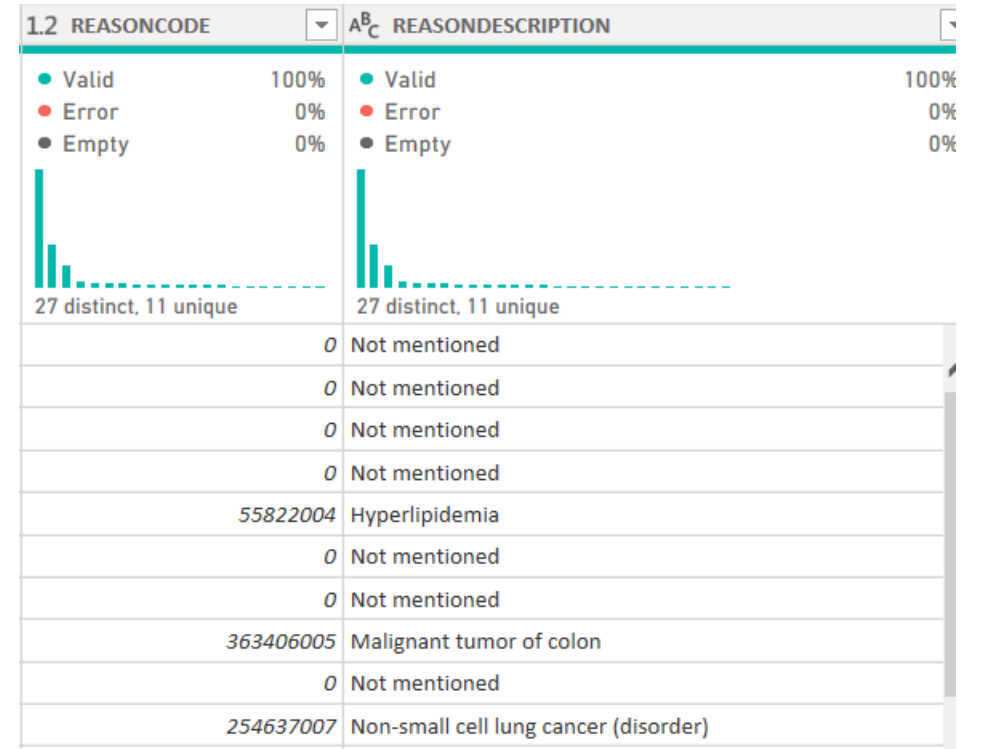 1.2 REASONCODE ABC REASONDESCRIPTION
Valid 100% Valid 100%
Error 0% Error 0%
Empty 0% Empty 0%
27 distinct, 11 unique 27 distinct, 11 unique
0 Not mentioned
0 Not mentioned
0 Not mentioned
0 Not mentioned
55822004 Hyperlipidemia
0 Not mentioned
0 Not mentioned
363406005 Malignant tumor of colon
0 Not mentioned
254637007 Non-small cell lung cancer (disorder)